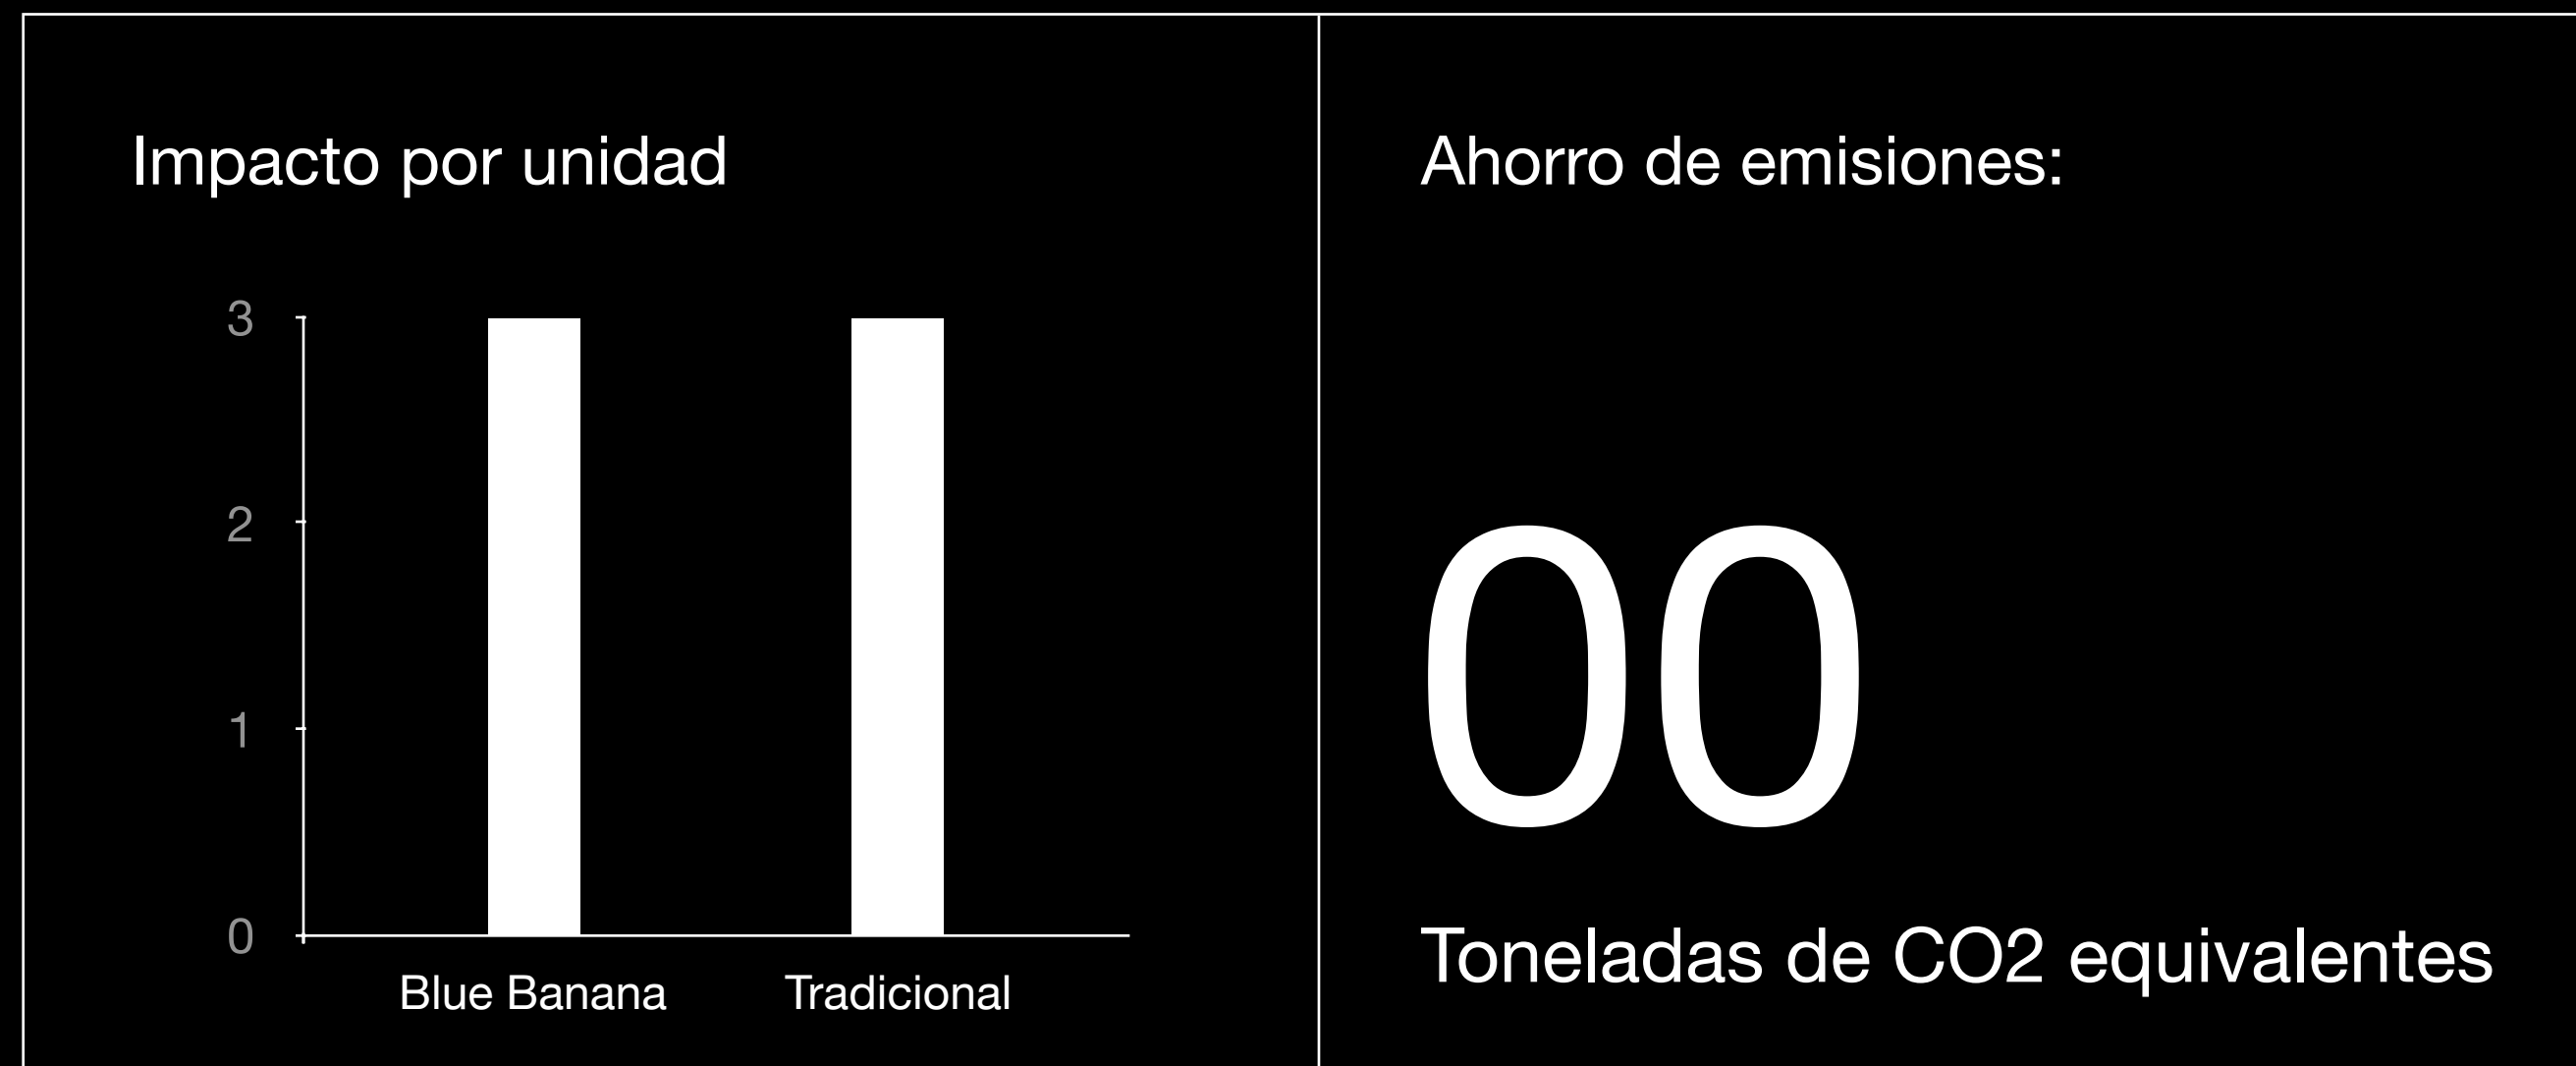 Impacto por unidad
3
2
1
0
Blue Banana
Tradicional
Ahorro de emisiones:
00
Toneladas de CO2 equivalentes